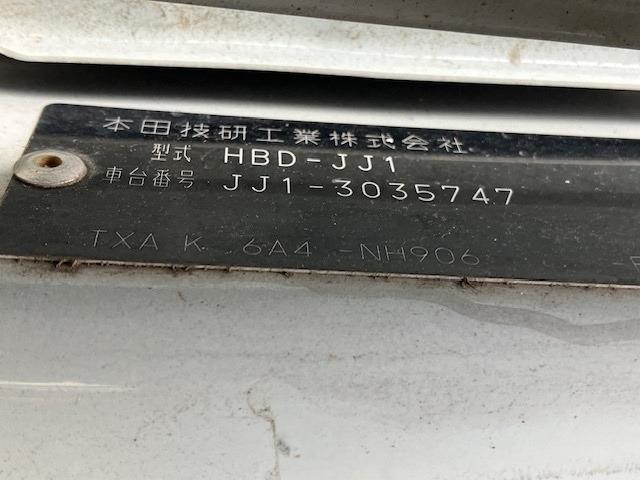 本田技研工業株式会社
型式 HBD-JJ1
車台番号 JJ1-3035747
TXA K 6A4 -NH906